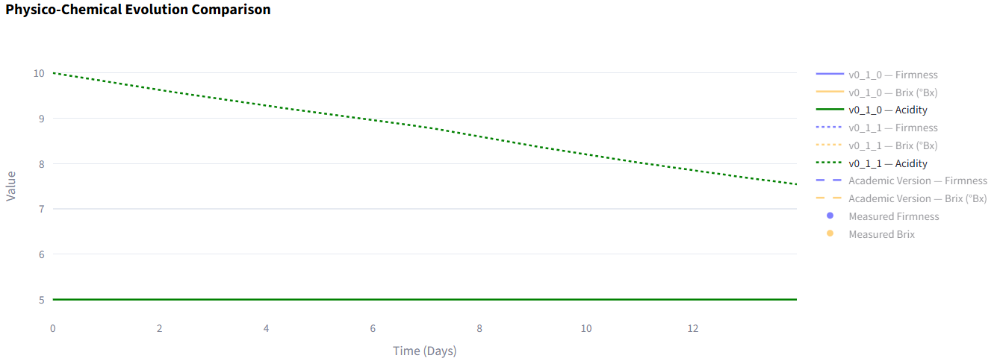 Physico-Chemical Evolution Comparison
10
9
8
7
6
5
Value
0 2 4 6 8 10 12
Time (Days)
v0_1_0 — Firmness
v0_1_0 — Brix (°Bx)
v0_1_0 — Acidity
v0_1_1 — Firmness
v0_1_1 — Brix (°Bx)
v0_1_1 — Acidity
Academic Version — Firmness
Academic Version — Brix (°Bx)
Measured Firmness
Measured Brix